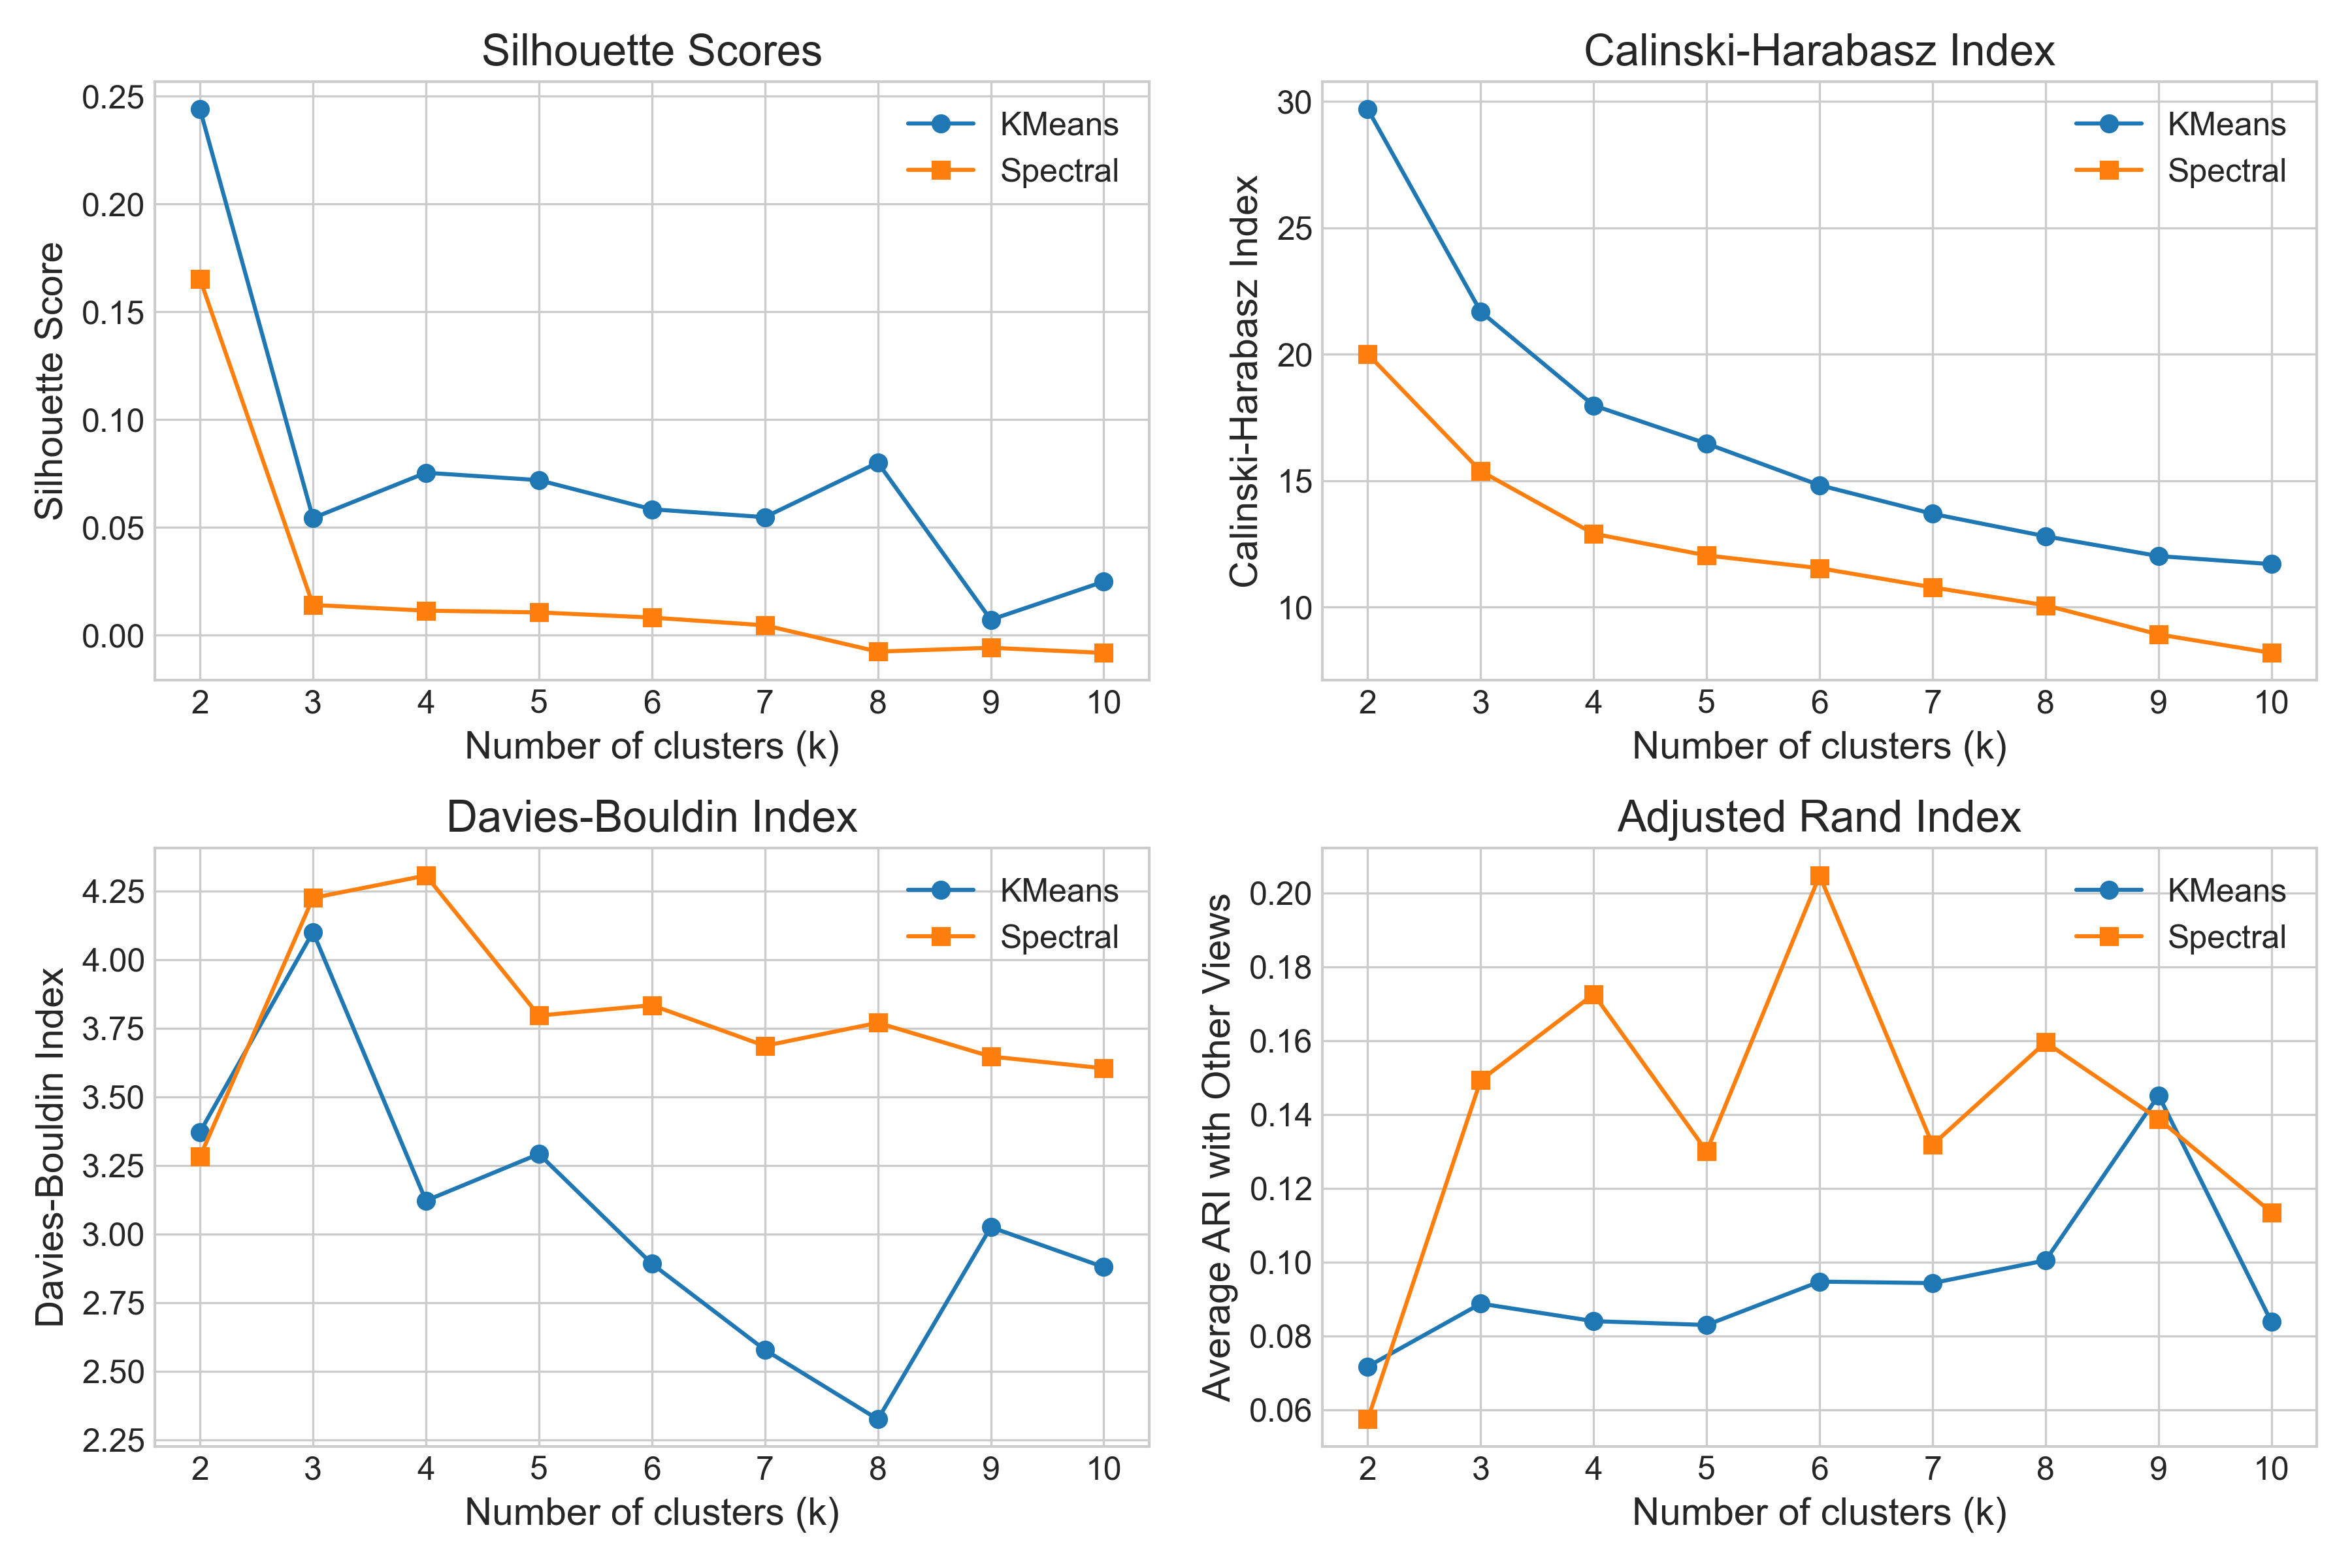 Silhouette Scores
Silhouette Score
0.25
0.20
0.15
0.10
0.05
0.00
KMeans
Spectral
2 3 4 5 6 7 8 9 10
Number of clusters (k)
Calinski-Harabasz Index
Calinski-Harabasz Index
30
25
20
15
10
KMeans
Spectral
2 3 4 5 6 7 8 9 10
Number of clusters (k)
Davies-Bouldin Index
Davies-Bouldin Index
4.25
4.00
3.75
3.50
3.25
3.00
2.75
2.50
2.25
KMeans
Spectral
2 3 4 5 6 7 8 9 10
Number of clusters (k)
Adjusted Rand Index
Average ARI with Other Views
0.20
0.18
0.16
0.14
0.12
0.10
0.08
0.06
KMeans
Spectral
2 3 4 5 6 7 8 9 10
Number of clusters (k)